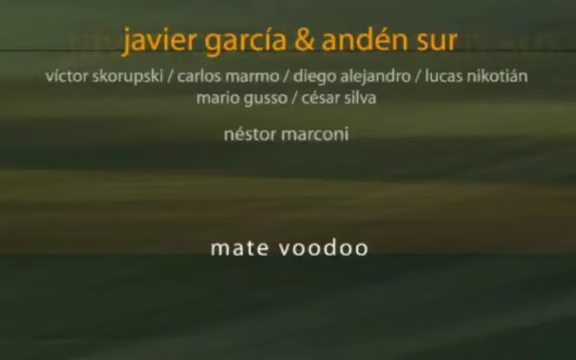 javier garcía & andén sur
víctor skorupski / carlos marmo / diego alejandro / lucas nikotián
mario gusso / césar silva
néstor marconi
mate voodoo